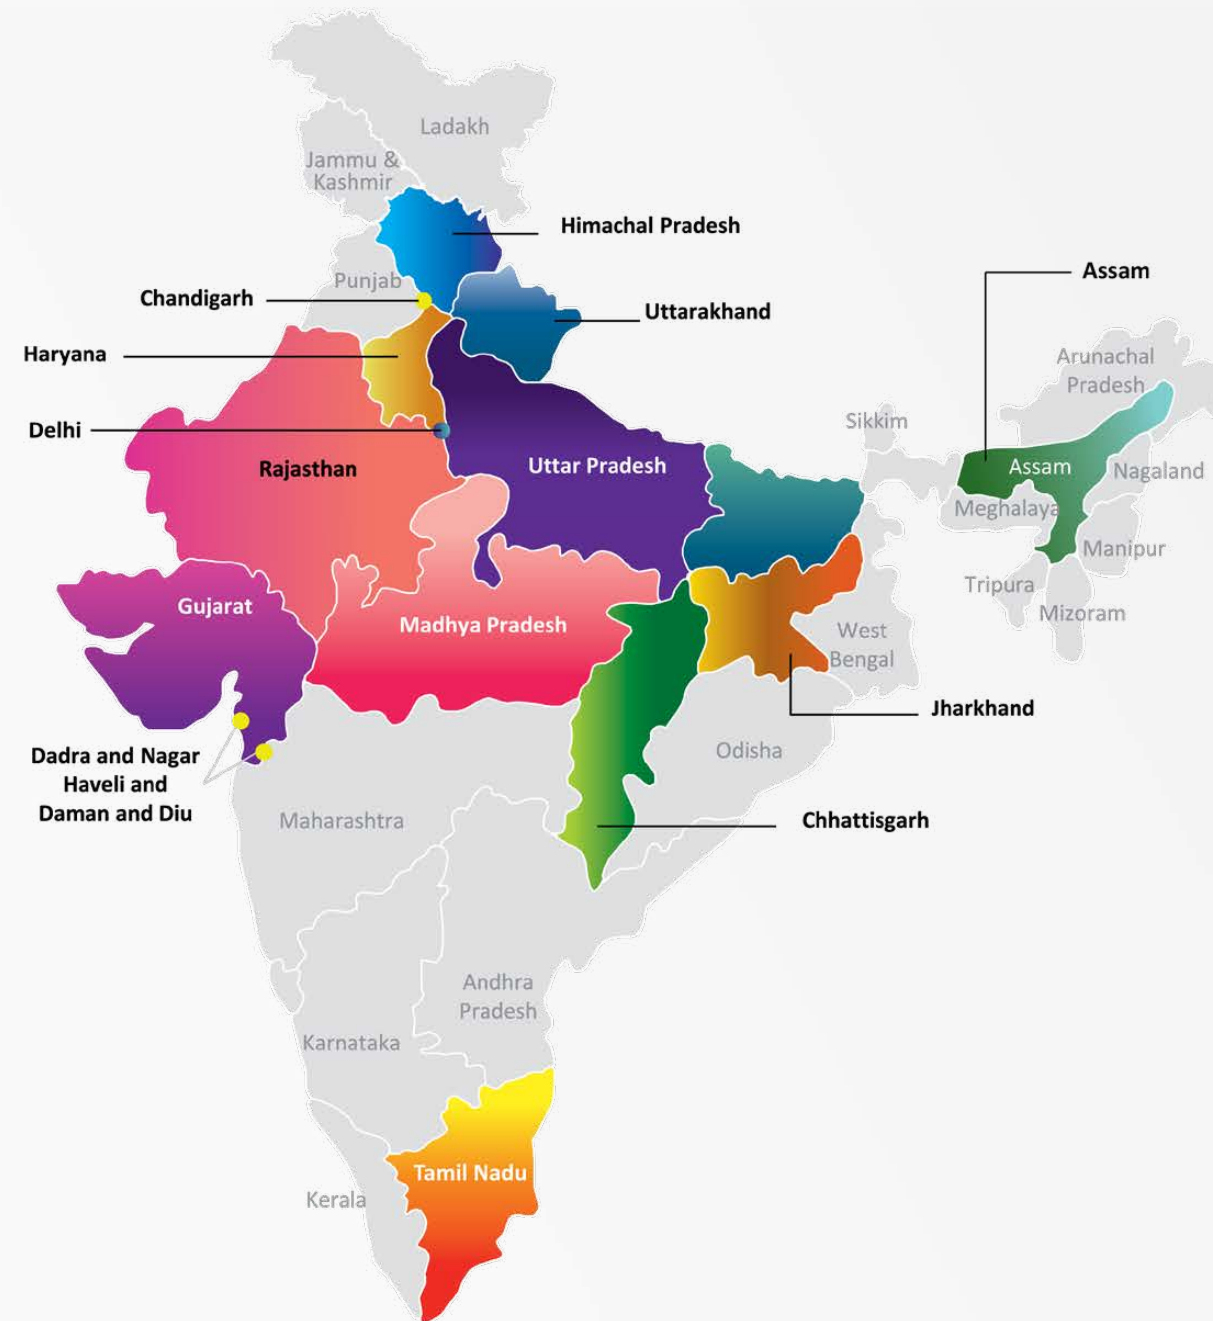 Ladakh
Jammu &
Kashmir
Himachal Pradesh
Punjab
Assam
Chandigarh
Uttarakhand
Haryana
Arunachal
Pradesh
Sikkim
Delhi
Rajasthan
Uttar Pradesh
Assam
Nagaland
Meghalaya
Manipur
Tripura
Mizoram
Gujarat
Madhya Pradesh
West
Bengal
Jharkhand
Odisha
Dadra and Nagar
Haveli and
Daman and Diu
Maharashtra
Chhattisgarh
Andhra
Pradesh
Karnataka
Tamil Nadu
Kerala